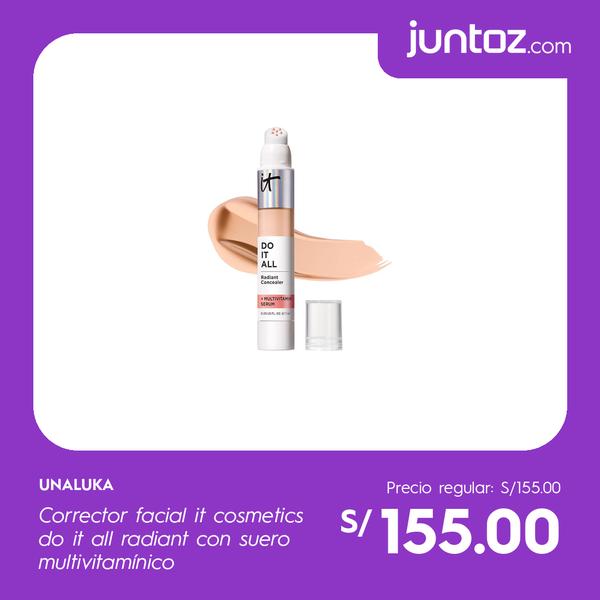 juntoz.com
it
DO
IT
ALL
Radiant
Concealer
+ MULTIVITAMIN
SERUM
UNALUKA
Precio regular: S/155.00
Corrector facial it cosmetics
do it all radiant con suero
multivitamínico
S/ 155.00